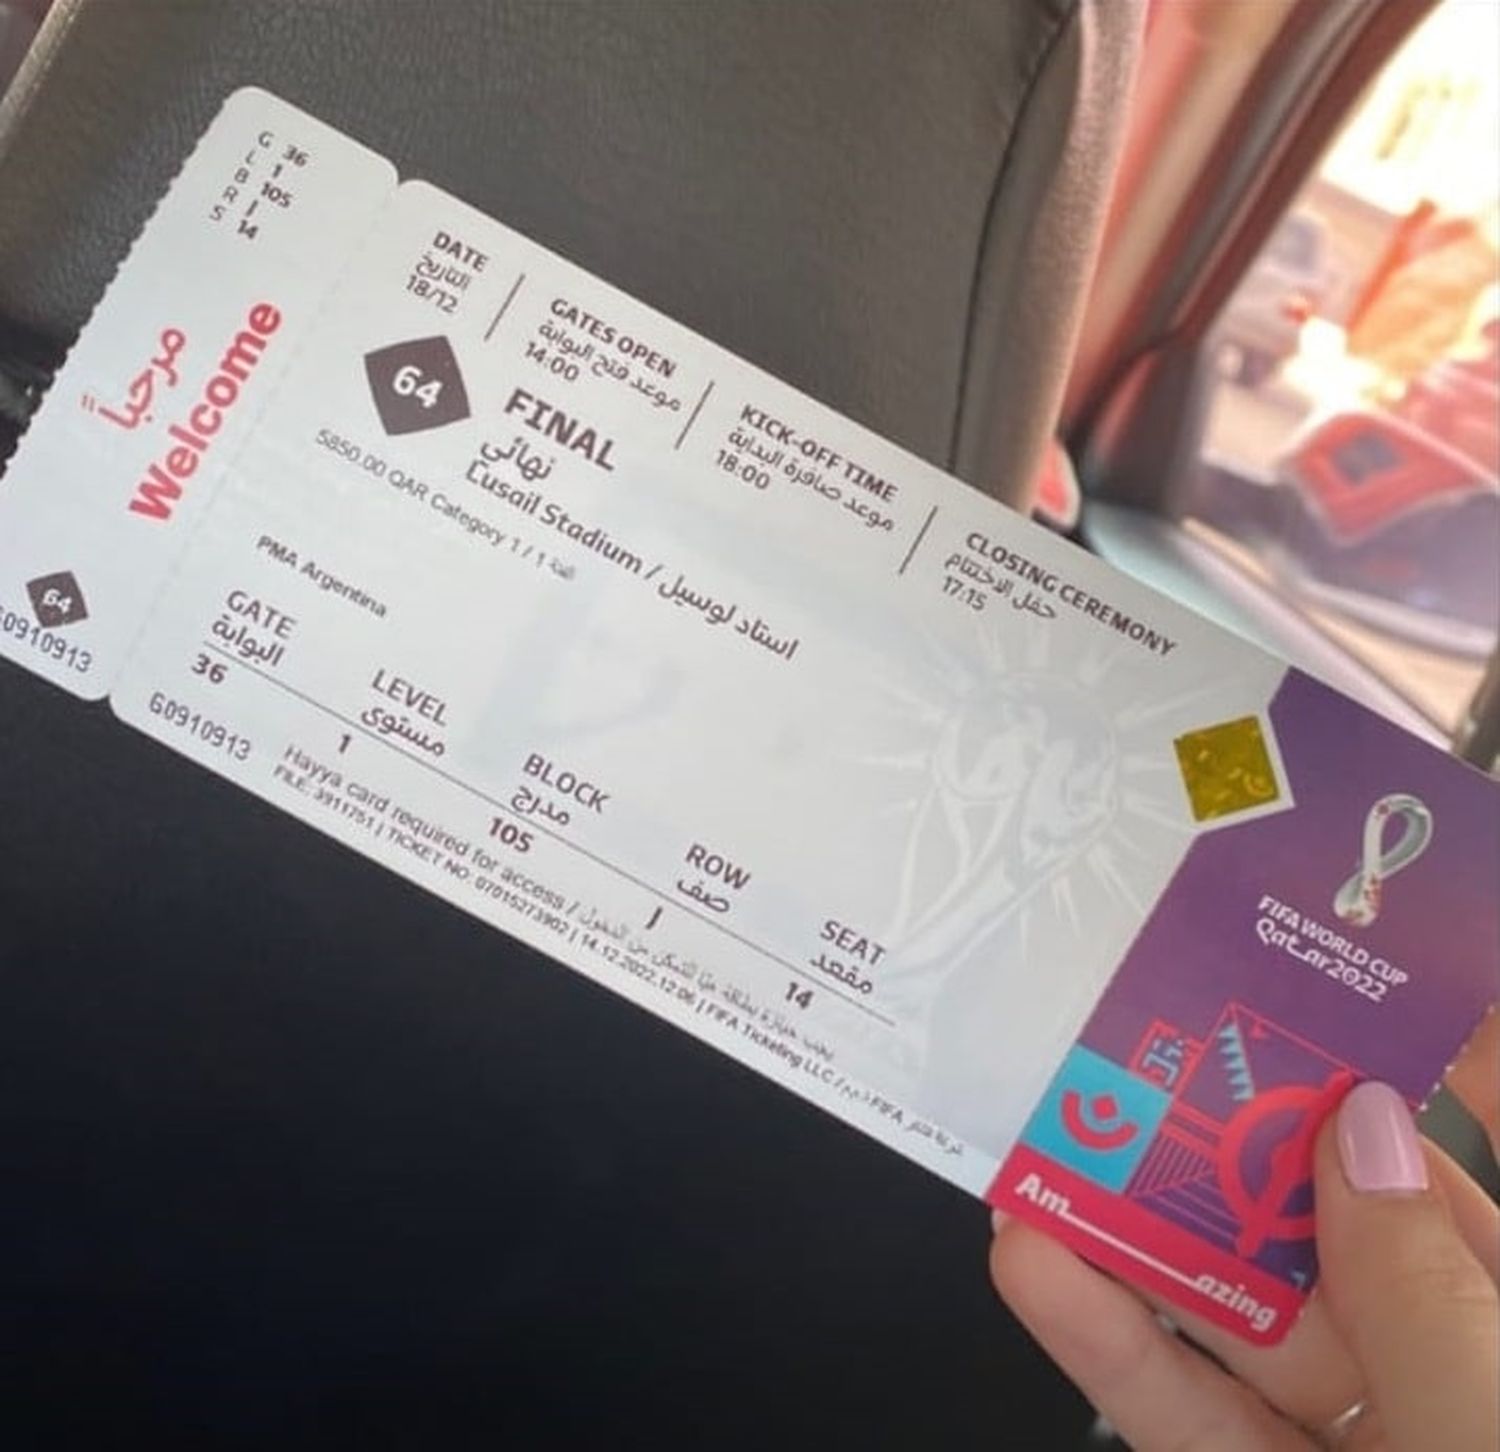 G 36
L 1
B 105
R J
S 14
مرحباً
Welcome
64
60910913
DATE
التاريخ
18/12
GATES OPEN
موعد فتح البوابة
14:00
KICK-OFF TIME
موعد صافرة البداية
18:00
CLOSING CEREMONY
حفل الاختتام
17:15
64
FINAL
نهائي
Lusail Stadium / استاد لوسيل
5850.00 QAR Category 1 / 1 الفئة
PMA Argentina
GATE
البوابة
36
LEVEL
مستوى
1
BLOCK
مدرج
105
ROW
صف
J
SEAT
مقعد
14
G0910913
Hayya card required for access /
FILE: 3911751 | TICKET NO: 07015273902 | 14.12.2022.12:06 | FIFA Ticketing LLC / FIFA
FIFA WORLD CUP
Qatar2022
Am azing